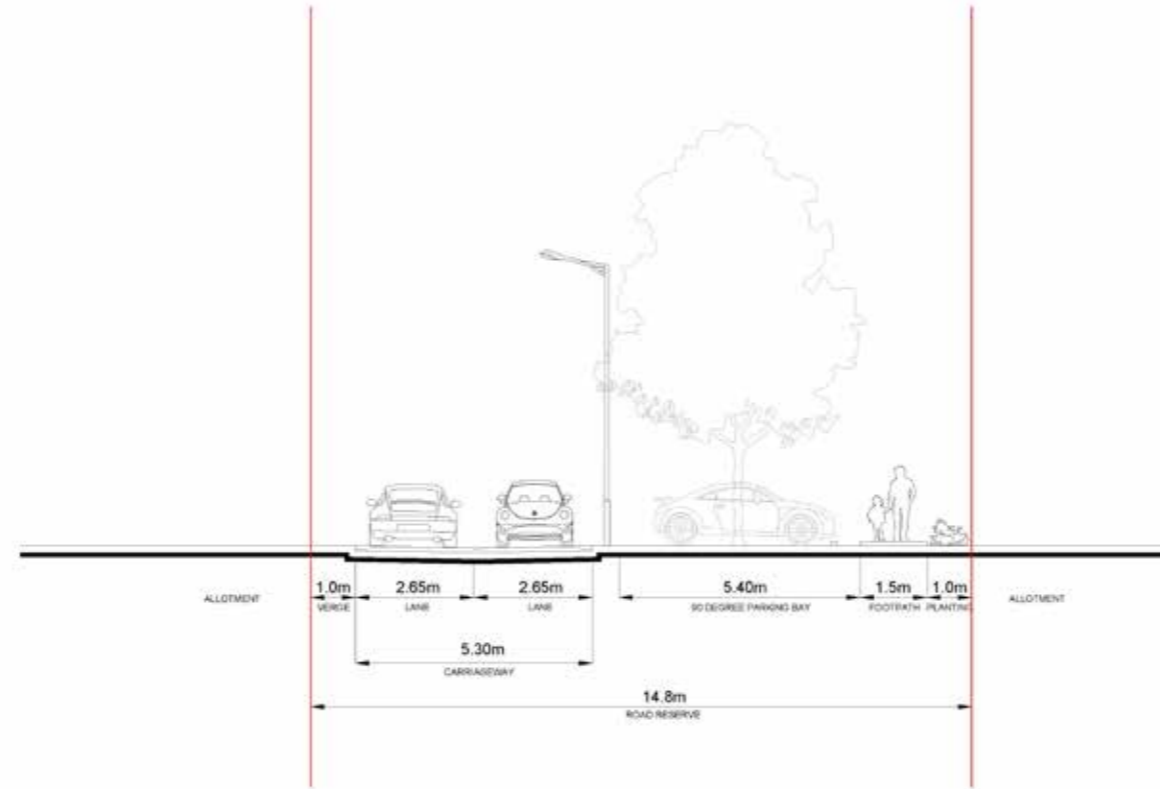 1.0m 2.65m 2.65m 5.40m 1.5m 1.0m
ALLOTMENT VERGE LANE LANE 90 DEGREE PARKING BAY FOOTPATH PLANTING ALLOTMENT
5.30m
CARRIAGEWAY
14.8m
ROAD RESERVE